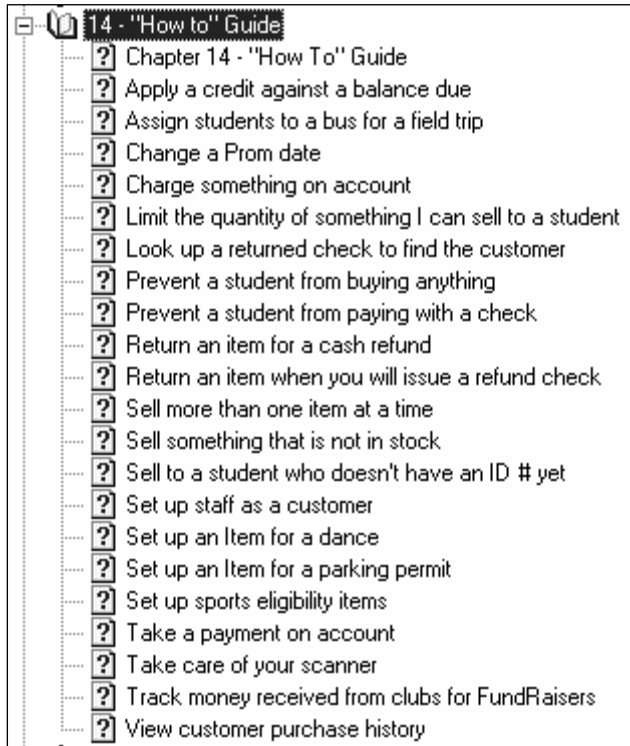 14 - "How to" Guide
Chapter 14 - "How To" Guide
Apply a credit against a balance due
Assign students to a bus for a field trip
Change a Prom date
Charge something on account
Limit the quantity of something I can sell to a student
Look up a returned check to find the customer
Prevent a student from buying anything
Prevent a student from paying with a check
Return an item for a cash refund
Return an item when you will issue a refund check
Sell more than one item at a time
Sell something that is not in stock
Sell to a student who doesn't have an ID # yet
Set up staff as a customer
Set up an Item for a dance
Set up an Item for a parking permit
Set up sports eligibility items
Take a payment on account
Take care of your scanner
Track money received from clubs for FundRaisers
View customer purchase history